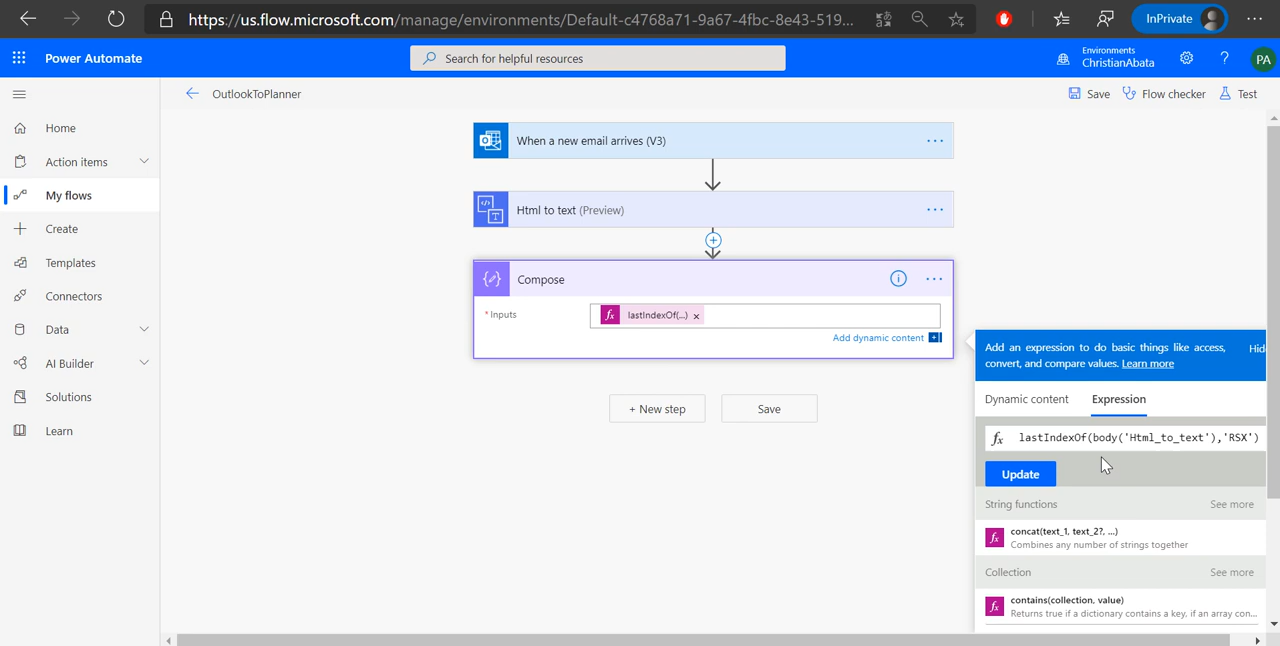 https://us.flow.microsoft.com/manage/environments/Default-c4768a71-9a67-4fbc-8e43-519...
InPrivate
Power Automate
Search for helpful resources
Environments
ChristianAbata
PA
OutlookToPlanner
Save
Flow checker
Test
Home
Action items
My flows
Create
Templates
Connectors
Data
AI Builder
Solutions
Learn
When a new email arrives (V3)
Html to text (Preview)
Compose
* Inputs
fx lastIndexOf(...) ×
Add dynamic content
+ New step
Save
Add an expression to do basic things like access,
convert, and compare values. Learn more
Hid
Dynamic content
Expression
fx lastIndexOf(body('Html_to_text'),'RSX')
Update
String functions
See more
fx concat(text_1, text_2?, ...)
Combines any number of strings together
Collection
See more
fx contains(collection, value)
Returns true if a dictionary contains a key, if an array con...